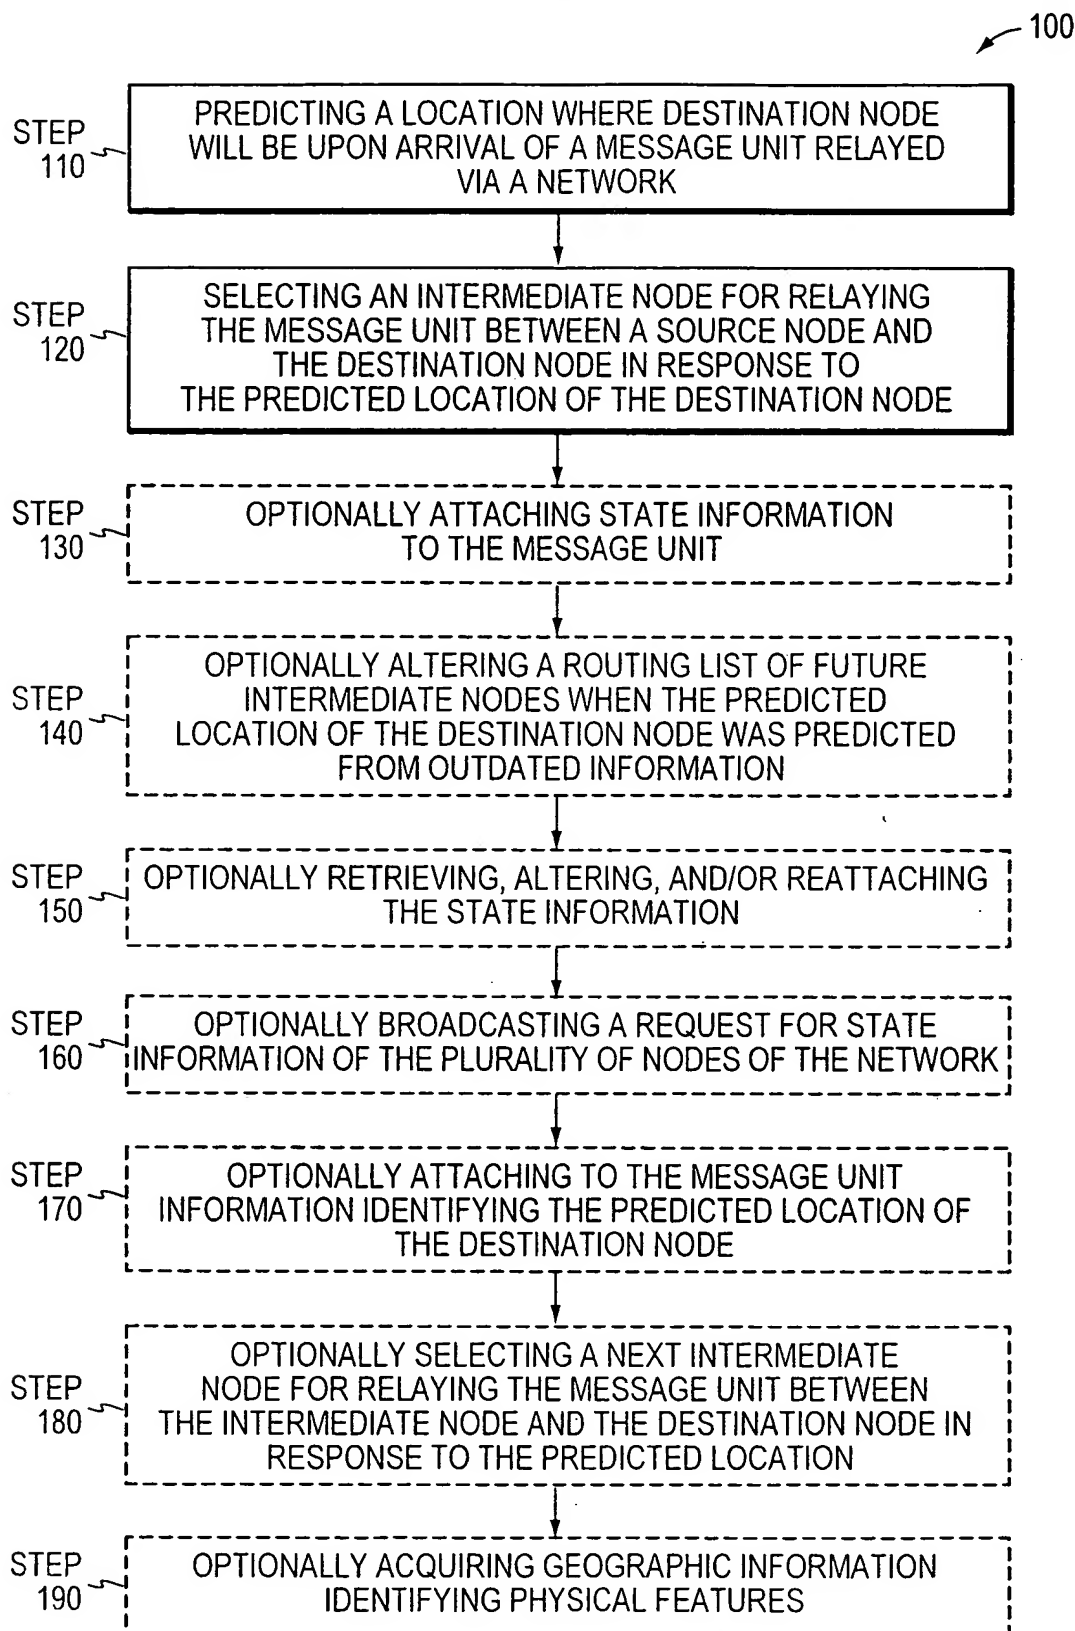 100
STEP
110
PREDICTING A LOCATION WHERE DESTINATION NODE
WILL BE UPON ARRIVAL OF A MESSAGE UNIT RELAYED
VIA A NETWORK
STEP
120
SELECTING AN INTERMEDIATE NODE FOR RELAYING
THE MESSAGE UNIT BETWEEN A SOURCE NODE AND
THE DESTINATION NODE IN RESPONSE TO
THE PREDICTED LOCATION OF THE DESTINATION NODE
STEP
130
OPTIONALLY ATTACHING STATE INFORMATION
TO THE MESSAGE UNIT
STEP
140
OPTIONALLY ALTERING A ROUTING LIST OF FUTURE
INTERMEDIATE NODES WHEN THE PREDICTED
LOCATION OF THE DESTINATION NODE WAS PREDICTED
FROM OUTDATED INFORMATION
STEP
150
OPTIONALLY RETRIEVING, ALTERING, AND/OR REATTACHING
THE STATE INFORMATION
STEP
160
OPTIONALLY BROADCASTING A REQUEST FOR STATE
INFORMATION OF THE PLURALITY OF NODES OF THE NETWORK
STEP
170
OPTIONALLY ATTACHING TO THE MESSAGE UNIT
INFORMATION IDENTIFYING THE PREDICTED LOCATION OF
THE DESTINATION NODE
STEP
180
OPTIONALLY SELECTING A NEXT INTERMEDIATE
NODE FOR RELAYING THE MESSAGE UNIT BETWEEN
THE INTERMEDIATE NODE AND THE DESTINATION NODE IN
RESPONSE TO THE PREDICTED LOCATION
STEP
190
OPTIONALLY ACQUIRING GEOGRAPHIC INFORMATION
IDENTIFYING PHYSICAL FEATURES